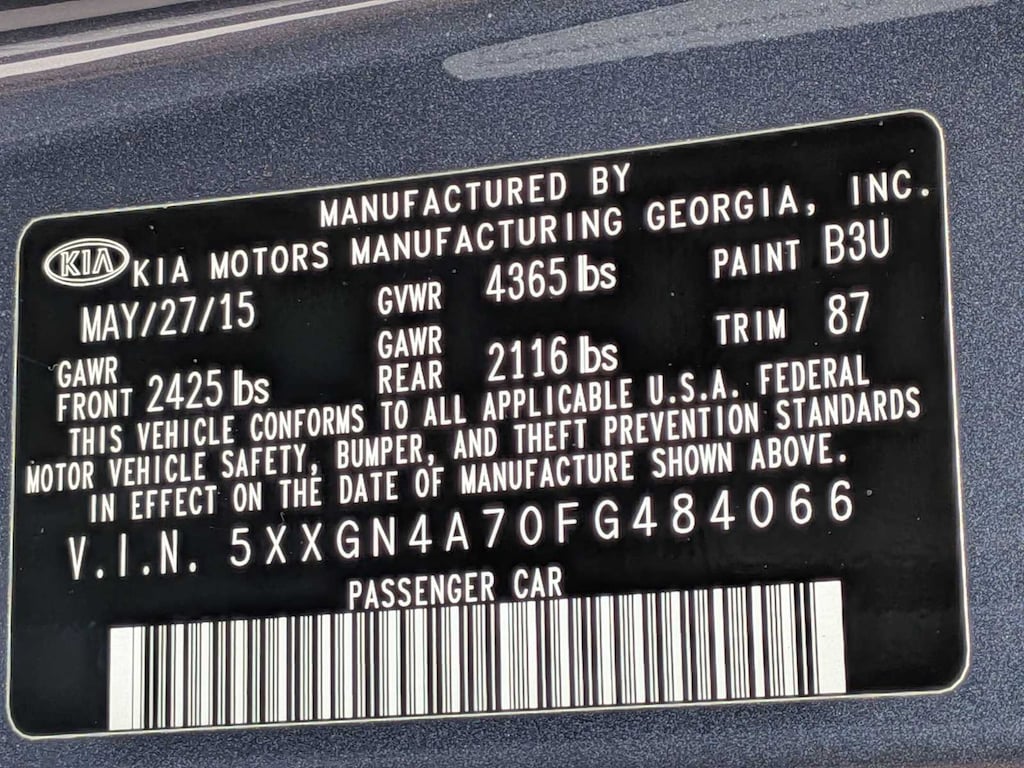 MANUFACTURED BY
KIA KIA MOTORS MANUFACTURING GEORGIA, INC.
MAY/27/15 GVWR 4365 lbs PAINT B3U
GAWR FRONT 2425 lbs GAWR REAR 2116 lbs TRIM 87
THIS VEHICLE CONFORMS TO ALL APPLICABLE U.S.A. FEDERAL
MOTOR VEHICLE SAFETY, BUMPER, AND THEFT PREVENTION STANDARDS
IN EFFECT ON THE DATE OF MANUFACTURE SHOWN ABOVE.
V.I.N. 5XXGN4A70FG484066
PASSENGER CAR